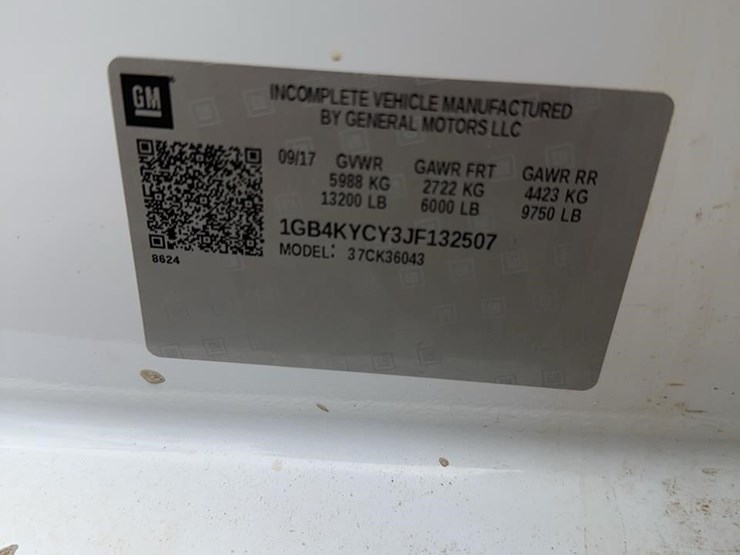 GM
INCOMPLETE VEHICLE MANUFACTURED
BY GENERAL MOTORS LLC
09/17 GVWR GAWR FRT GAWR RR
5988 KG 2722 KG 4423 KG
13200 LB 6000 LB 9750 LB
1GB4KYCY3JF132507
MODEL: 37CK36043
8624